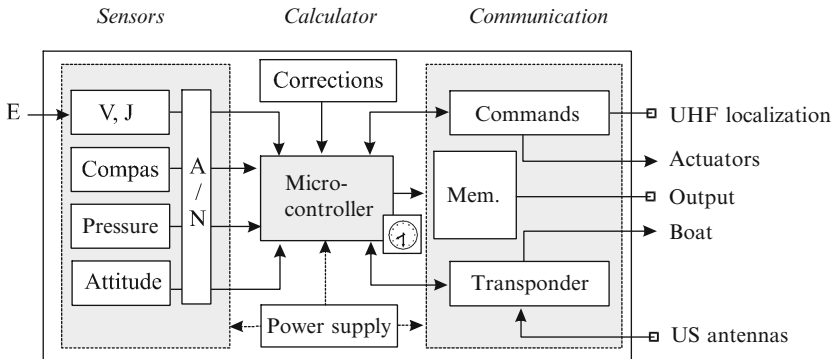 Sensors Calculator Communication
E
V, J
Compas
Pressure
Attitude
A
/
N
Corrections
Micro-
controller
Power supply
Commands
Mem.
Transponder
UHF localization
Actuators
Output
Boat
US antennas